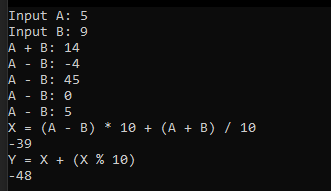 Input A: 5
Input B: 9
A + B: 14
A - B: -4
A - B: 45
A - B: 0
A - B: 5
X = (A - B) * 10 + (A + B) / 10
-39
Y = X + (X % 10)
-48